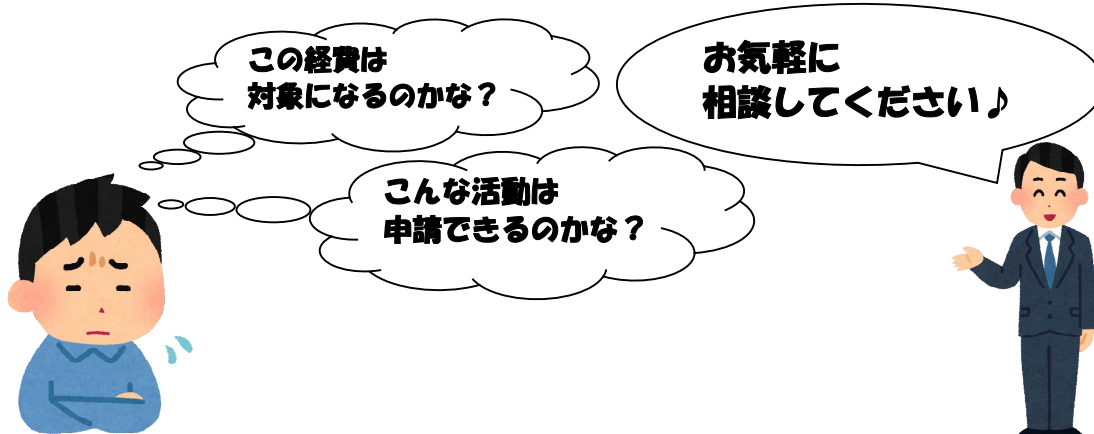 この経費は
対象になるのかな？
お気軽に
相談してください♪
こんな活動は
申請できるのかな？